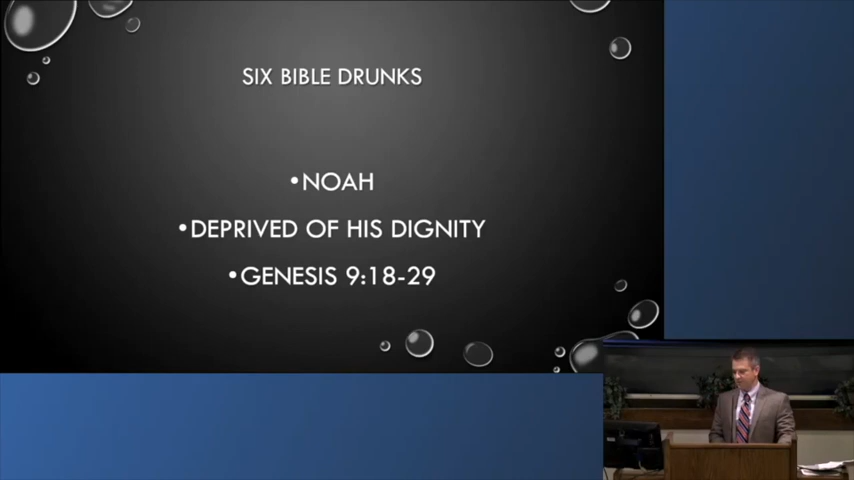 SIX BIBLE DRUNKS
•NOAH
•DEPRIVED OF HIS DIGNITY
•GENESIS 9:18-29